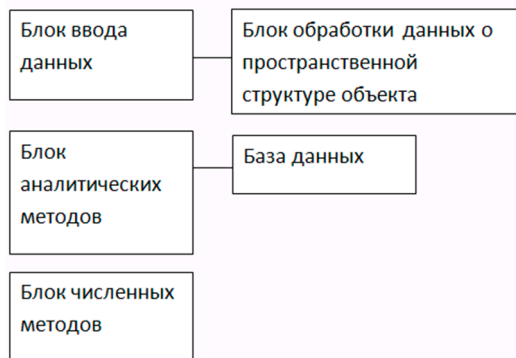 Блок ввода
данных
Блок обработки данных о
пространственной
структуре объекта
Блок
аналитических
методов
База данных
Блок численных
методов